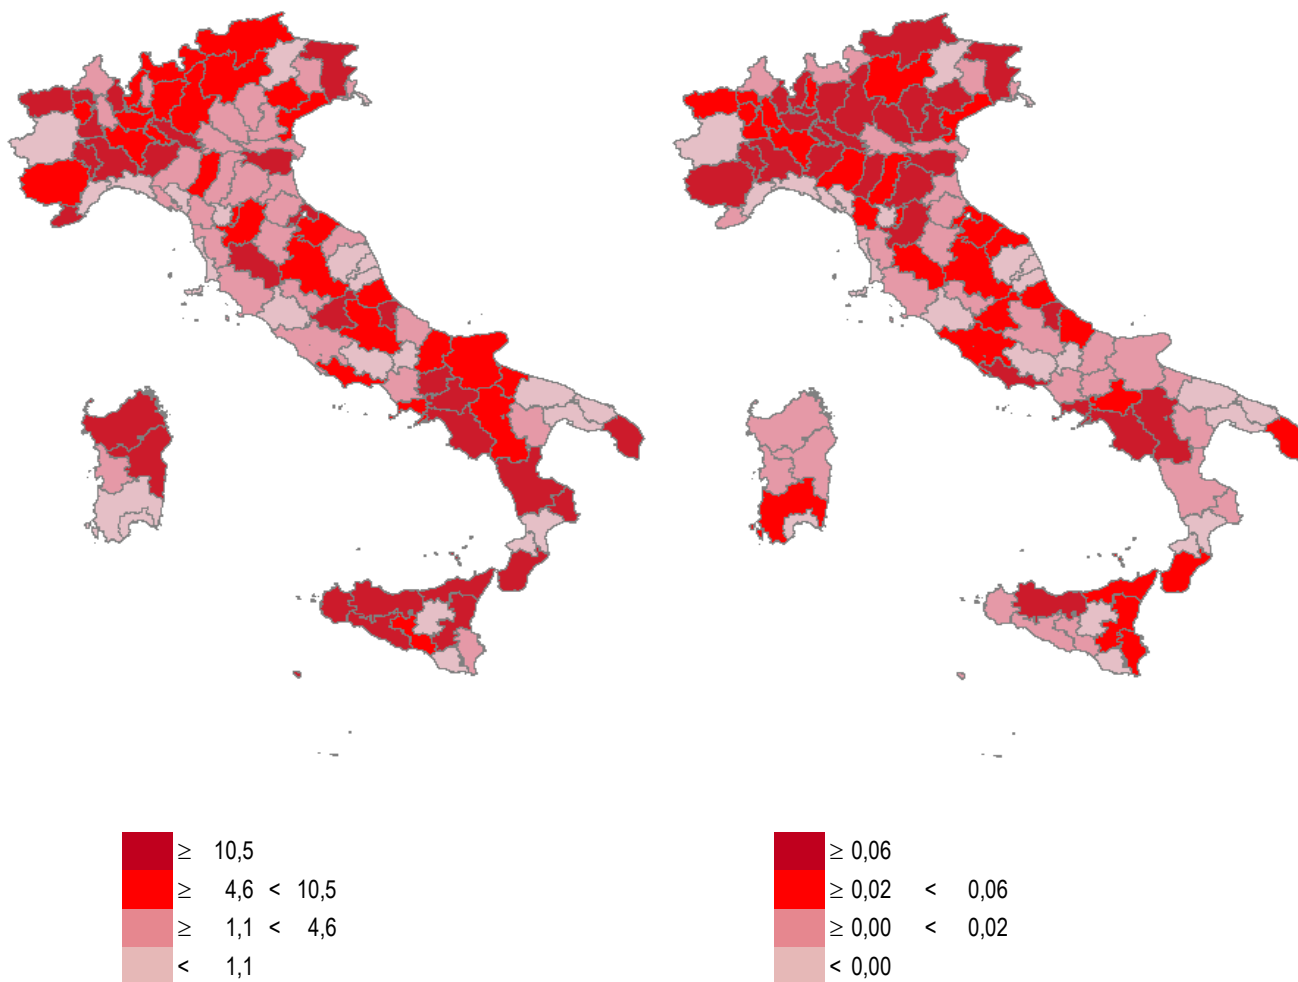 ≥ 10,5
≥ 4,6 < 10,5
≥ 1,1 < 4,6
< 1,1
≥ 0,06
≥ 0,02 < 0,06
≥ 0,00 < 0,02
< 0,00